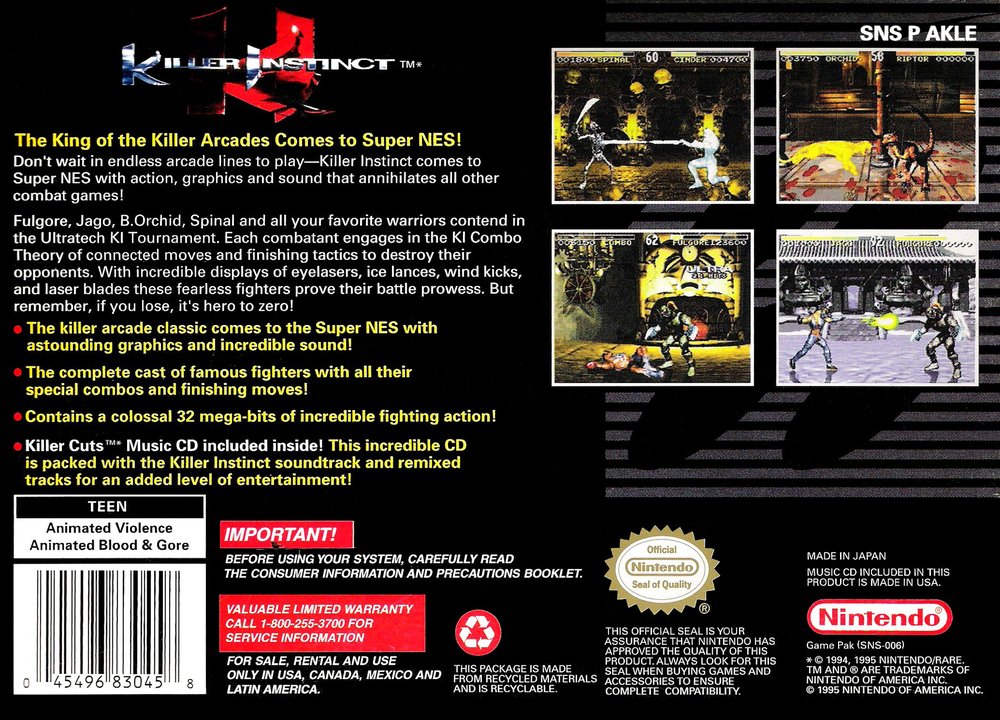 SNS P AKLE
KILLER INSTINCT ™*
The King of the Killer Arcades Comes to Super NES!
Don't wait in endless arcade lines to play—Killer Instinct comes to
Super NES with action, graphics and sound that annihilates all other
combat games!
Fulgore, Jago, B.Orchid, Spinal and all your favorite warriors contend in
the Ultratech KI Tournament. Each combatant engages in the KI Combo
Theory of connected moves and finishing tactics to destroy their
opponents. With incredible displays of eyelasers, ice lances, wind kicks,
and laser blades these fearless fighters prove their battle prowess. But
remember, if you lose, it's hero to zero!
• The killer arcade classic comes to the Super NES with
astounding graphics and incredible sound!
• The complete cast of famous fighters with all their
special combos and finishing moves!
• Contains a colossal 32 mega-bits of incredible fighting action!
• Killer Cuts™* Music CD included inside! This incredible CD
is packed with the Killer Instinct soundtrack and remixed
tracks for an added level of entertainment!
001800 SPINAL 60 CINDER 004700
003750 ORCHID 56 RIPTOR 000000
COMBO 62 FULGORE 123600
ULTRA
TEEN
Animated Violence
Animated Blood & Gore
0 45496 83045 8
IMPORTANT!
BEFORE USING YOUR SYSTEM, CAREFULLY READ
THE CONSUMER INFORMATION AND PRECAUTIONS BOOKLET.
VALUABLE LIMITED WARRANTY
CALL 1-800-255-3700 FOR
SERVICE INFORMATION
FOR SALE, RENTAL AND USE
ONLY IN USA, CANADA, MEXICO AND
LATIN AMERICA.
THIS PACKAGE IS MADE
FROM RECYCLED MATERIALS
AND IS RECYCLABLE.
Official
Nintendo
Seal of Quality
®
THIS OFFICIAL SEAL IS YOUR
ASSURANCE THAT NINTENDO HAS
APPROVED THE QUALITY OF THIS
PRODUCT. ALWAYS LOOK FOR THIS
SEAL WHEN BUYING GAMES AND
ACCESSORIES TO ENSURE
COMPLETE COMPATIBILITY.
MADE IN JAPAN
MUSIC CD INCLUDED IN THIS
PRODUCT IS MADE IN USA.
Nintendo®
Game Pak (SNS-006)
* © 1994, 1995 NINTENDO/RARE.
TM AND ® ARE TRADEMARKS OF
NINTENDO OF AMERICA INC.
© 1995 NINTENDO OF AMERICA INC.